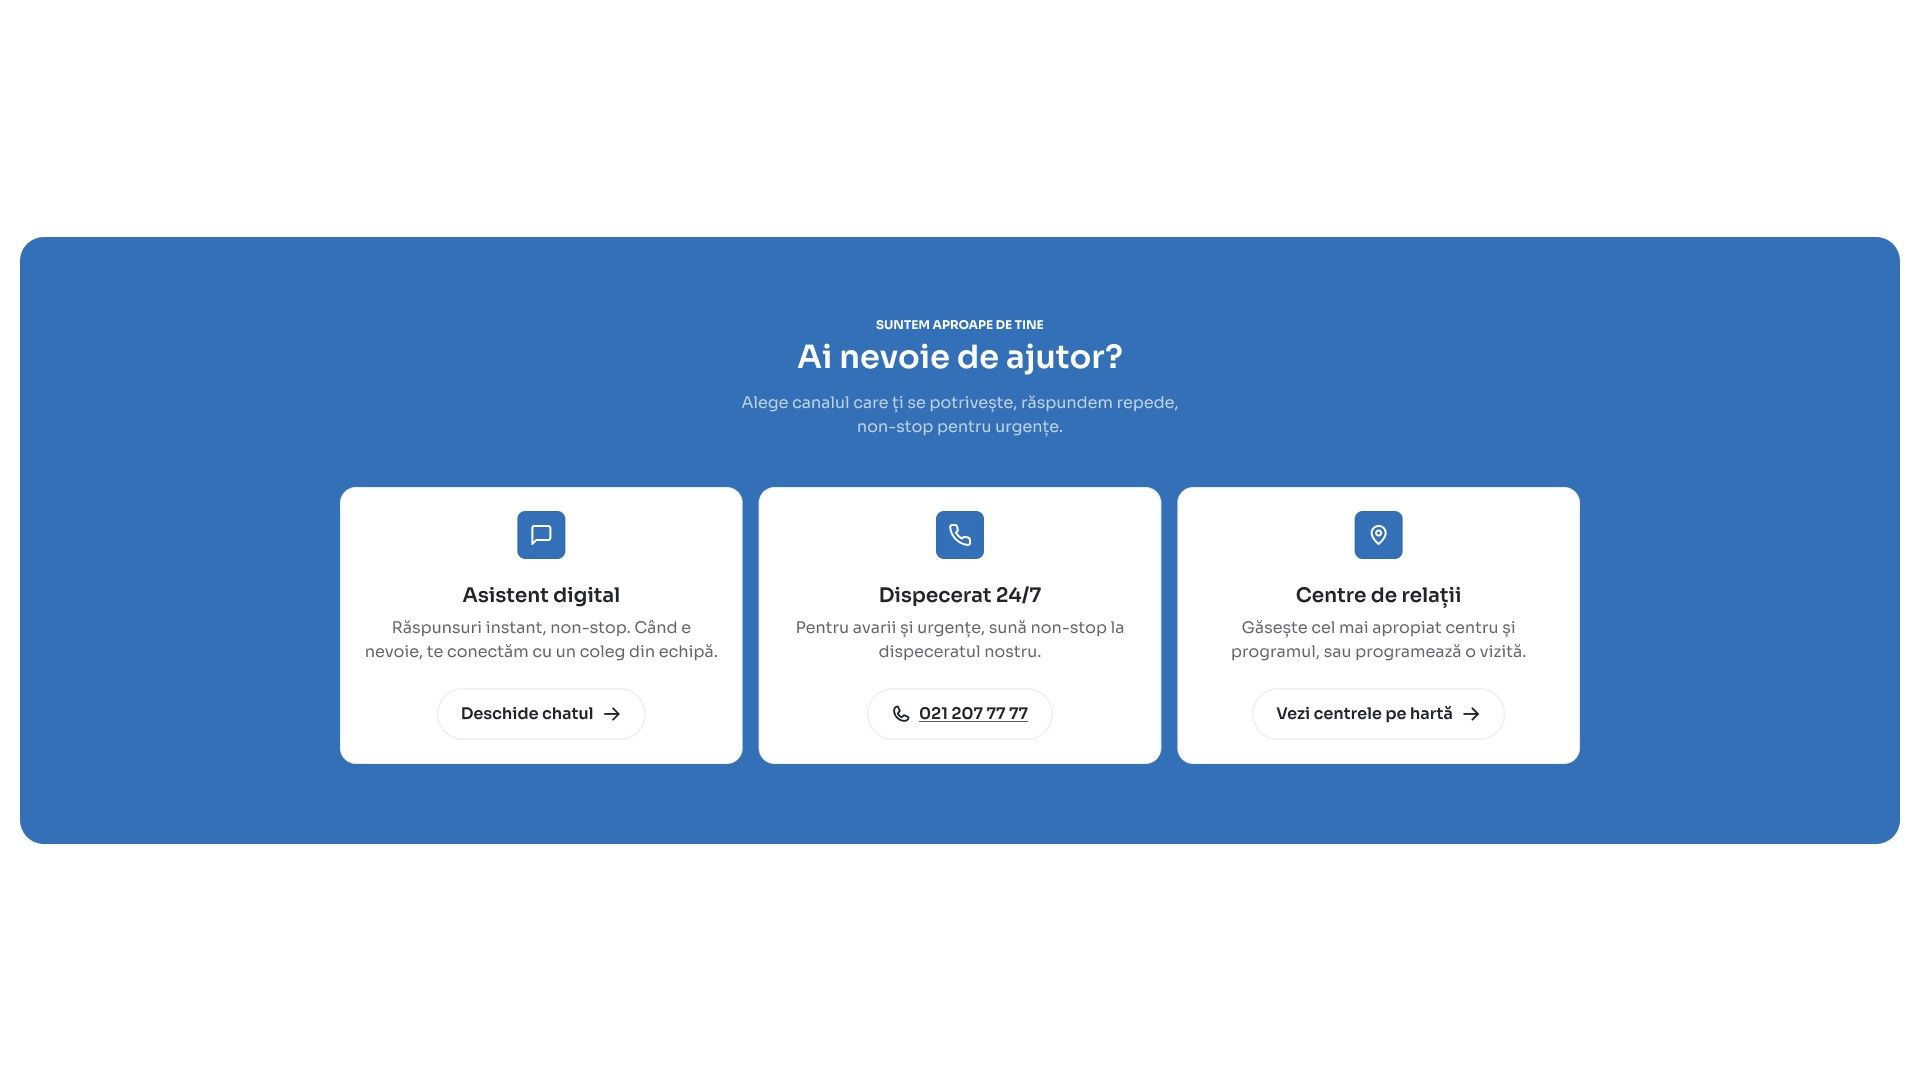 SUNTEM APROAPE DE TINE
Ai nevoie de ajutor?
Alege canalul care ți se potrivește, răspundem repede,
non-stop pentru urgențe.
Asistent digital
Răspunsuri instant, non-stop. Când e
nevoie, te conectăm cu un coleg din echipă.
Deschide chatul
Dispecerat 24/7
Pentru avarii și urgențe, sună non-stop la
dispeceratul nostru.
021 207 77 77
Centre de relații
Găsește cel mai apropiat centru și
programul, sau programează o vizită.
Vezi centrele pe hartă